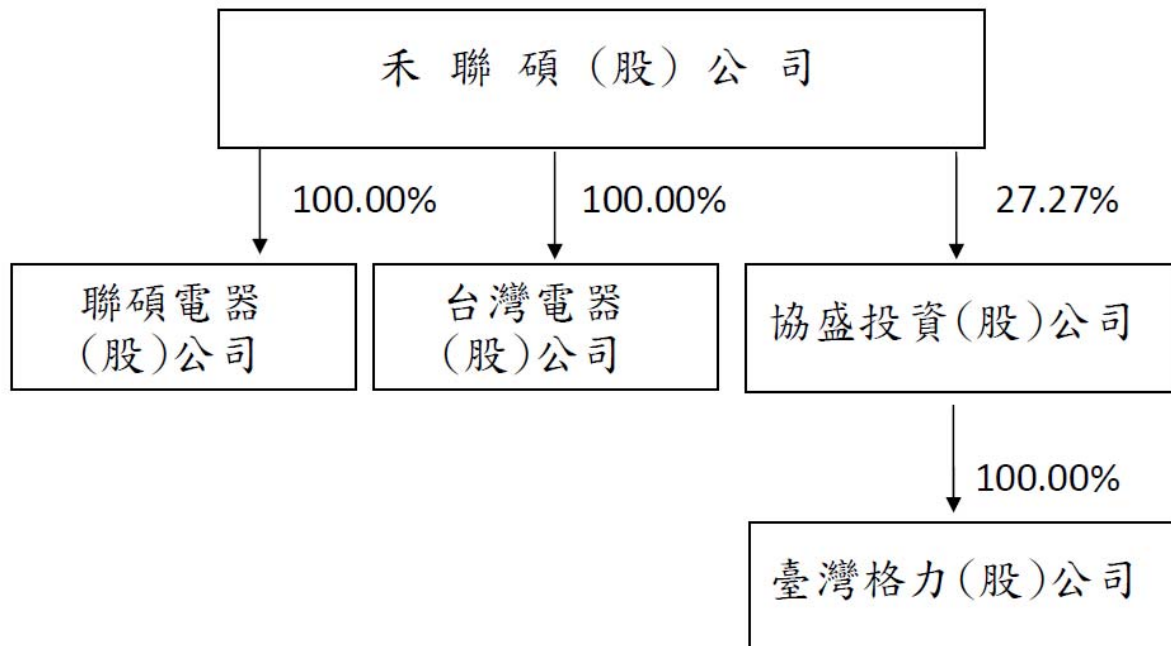 禾聯碩(股)公司
100.00%
100.00%
27.27%
聯碩電器
(股)公司
台灣電器
(股)公司
協盛投資(股)公司
100.00%
臺灣格力(股)公司